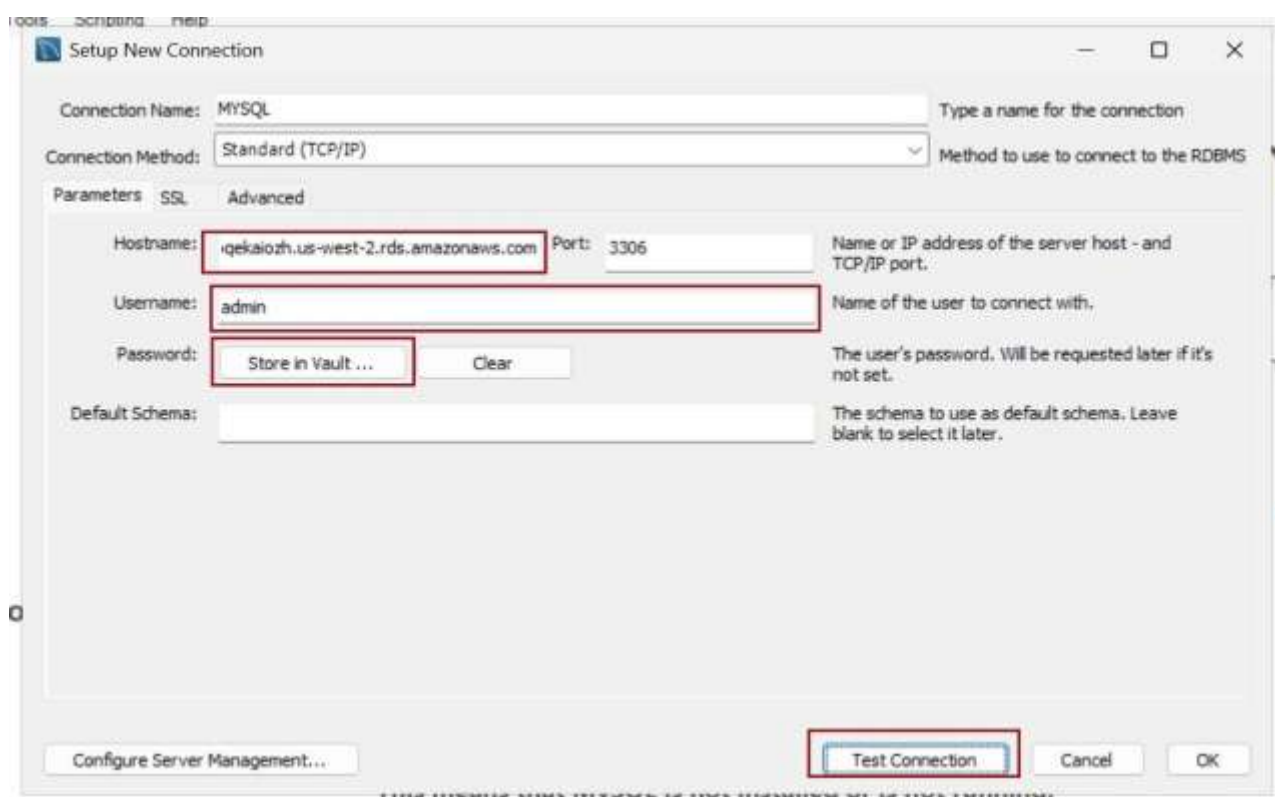 Tools Scripting Help
Setup New Connection
Connection Name: MYSQL Type a name for the connection
Connection Method: Standard (TCP/IP) Method to use to connect to the RDBMS
Parameters SSL Advanced
Hostname: qekaiozh.us-west-2.rds.amazonaws.com Port: 3306 Name or IP address of the server host - and
TCP/IP port.
Username: admin Name of the user to connect with.
Password: Store in Vault ... Clear The user's password. Will be requested later if it's
not set.
Default Schema: The schema to use as default schema. Leave
blank to select it later.
Configure Server Management... Test Connection Cancel OK